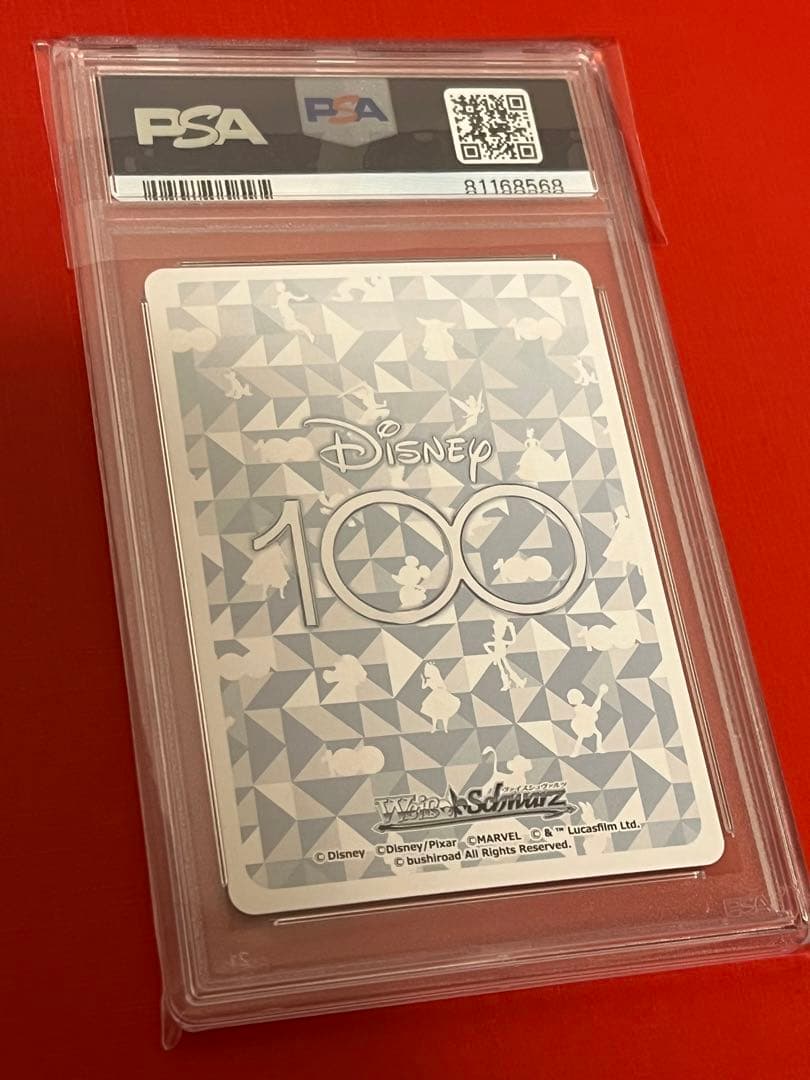 PSA
PSA
81168568
Disney
100
ヴァイスシュヴァルツ
Weiß Schwarz
© Disney ©Disney/Pixar ©MARVEL © & ™ Lucasfilm Ltd.
© bushiroad All Rights Reserved.
PSA